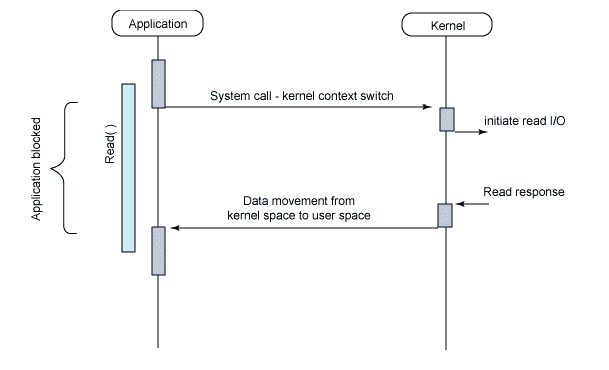 Application
Kernel
System call - kernel context switch
initiate read I/O
Read( )
Application blocked
Read response
Data movement from
kernel space to user space